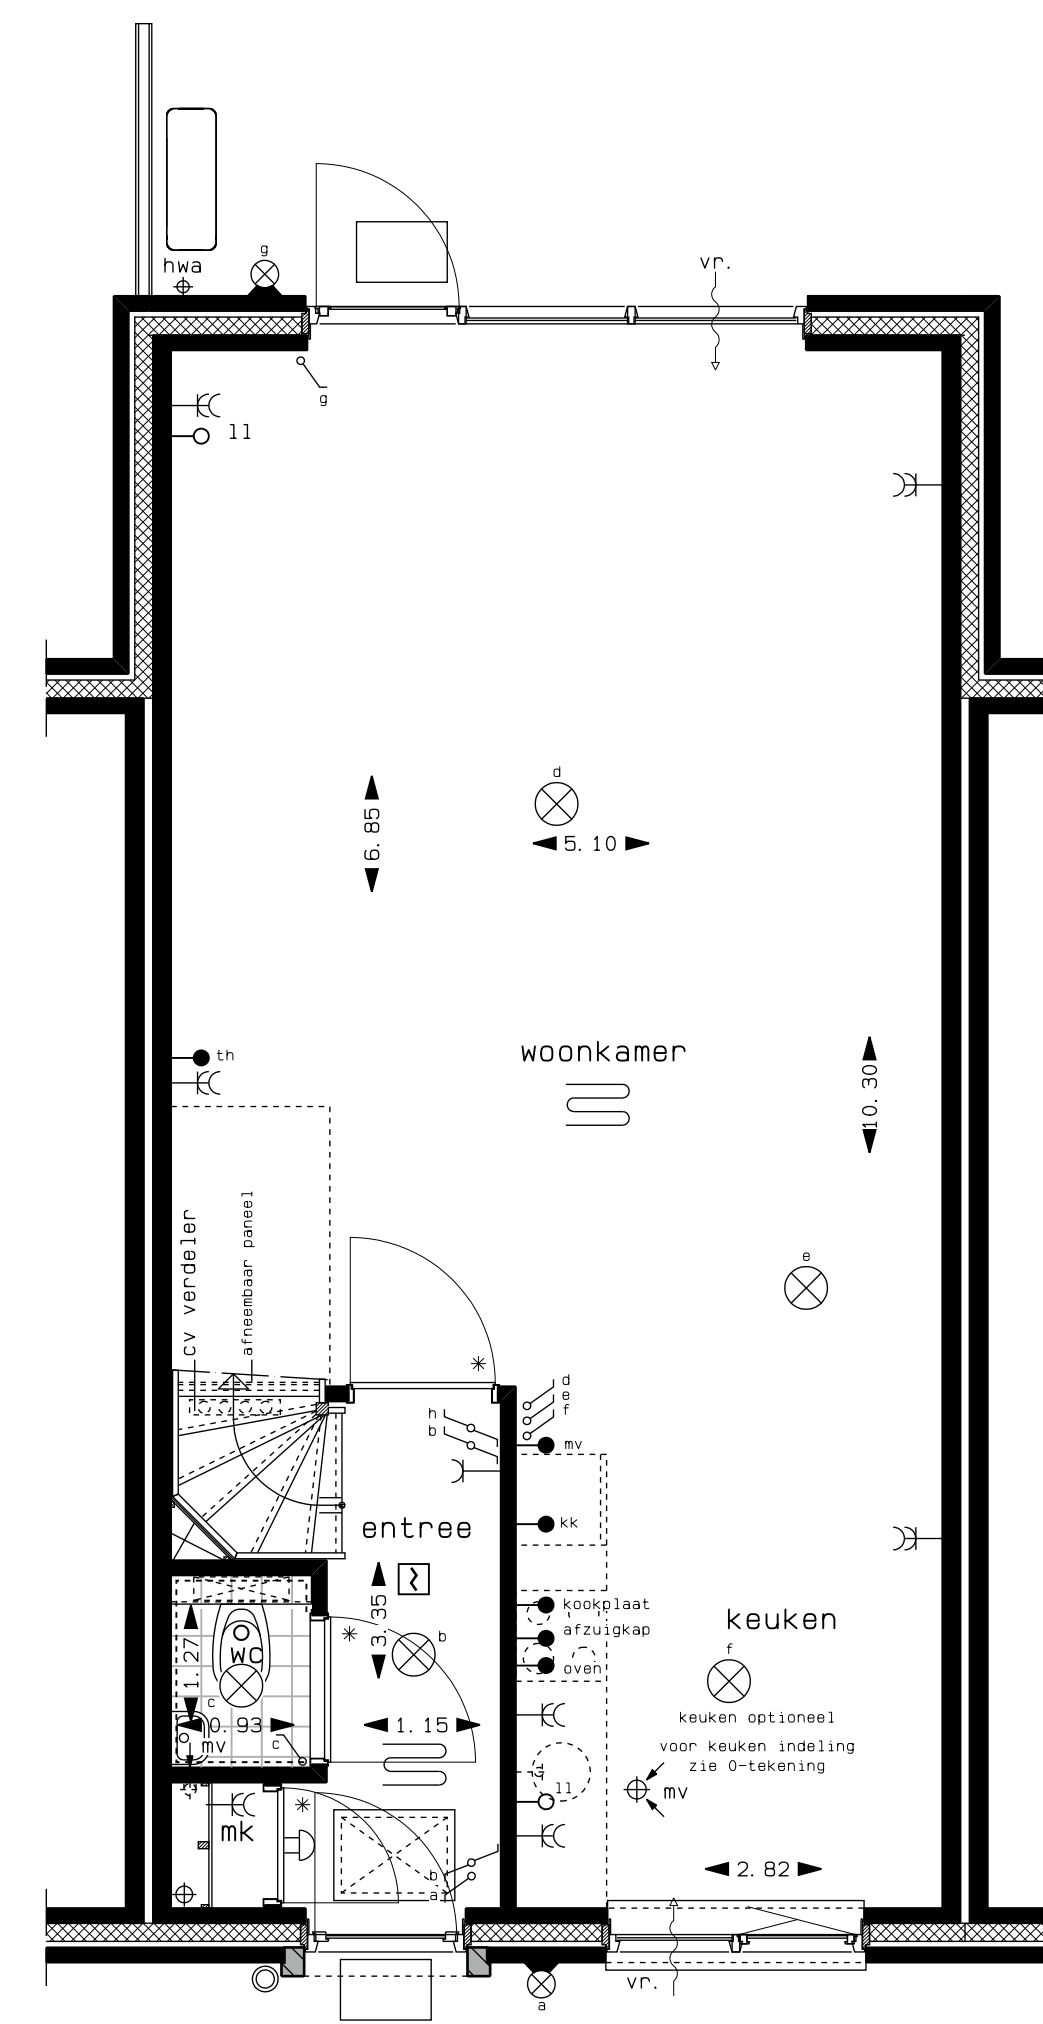 g
hwa
vr.
g
ll
d
6.85
5.10
th
woonkamer
10.30
cv verdeler
afneembaar paneel
e
d
e
f
h
b
mv
kk
entree
kookplaat
afzuigkap
oven
keuken
3.35
b
f
1.27
WC
c
0.93
mv
c
1.15
keuken optioneel
voor keuken indeling
zie O-tekening
ll
mv
mk
b
a
2.82
vr.
a